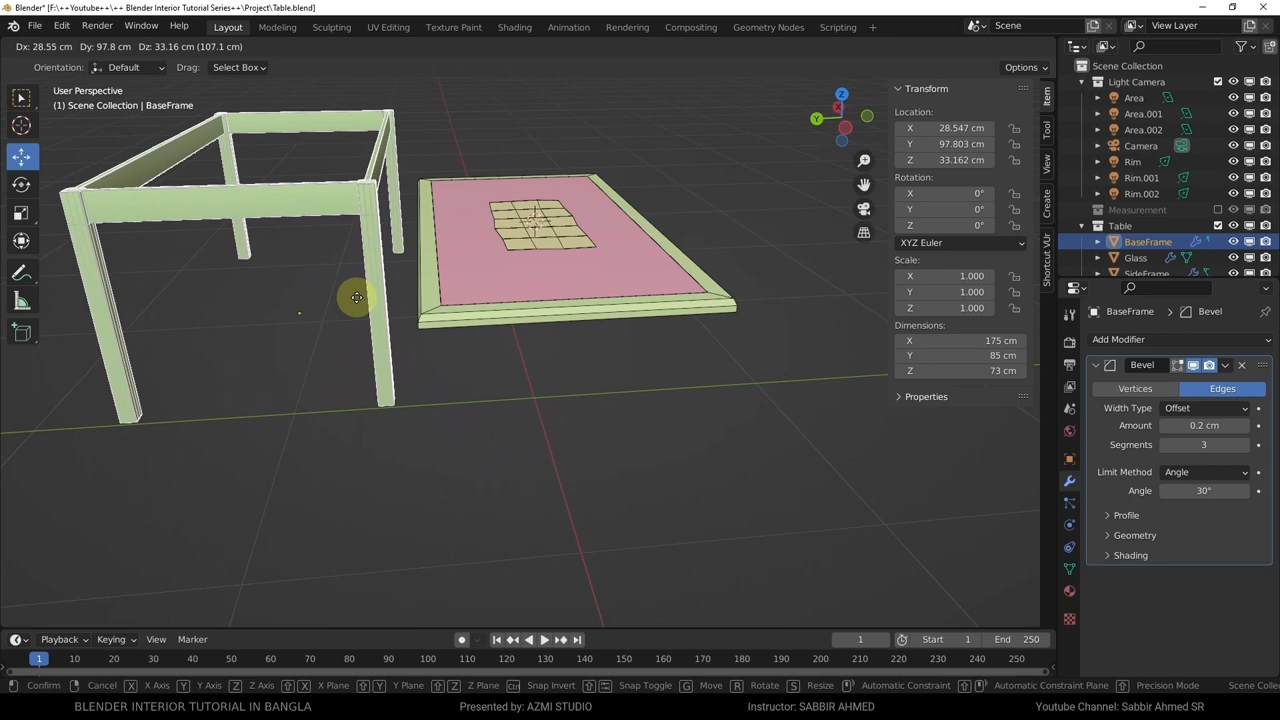 Blender* [F:\++Youtube++\++ Blender Interior Tutorial Series++\Project\Table.blend]
File Edit Render Window Help Layout Modeling Sculpting UV Editing Texture Paint Shading Animation Rendering Compositing Geometry Nodes Scripting + Scene View Layer
Dx: 28.55 cm Dy: 97.8 cm Dz: 33.16 cm (107.1 cm)
Orientation: Default Drag: Select Box Options
User Perspective
(1) Scene Collection | BaseFrame
Z
X
Y
Transform
Location:
X 28.547 cm
Y 97.803 cm
Z 33.162 cm
Rotation:
X 0°
Y 0°
Z 0°
XYZ Euler
Scale:
X 1.000
Y 1.000
Z 1.000
Dimensions:
X 175 cm
Y 85 cm
Z 73 cm
Properties
Item
Tool
View
Create
Shortcut VUr
Scene Collection
Light Camera
Area
Area.001
Area.002
Camera
Rim
Rim.001
Rim.002
Measurement
Table
BaseFrame
Glass
SideFrame
BaseFrame > Bevel
Add Modifier
Bevel
Vertices Edges
Width Type Offset
Amount 0.2 cm
Segments 3
Limit Method Angle
Angle 30°
Profile
Geometry
Shading
Playback Keying View Marker 1 Start 1 End 250
1 10 20 30 40 50 60 70 80 90 100 110 120 130 140 150 160 170 180 190 200 210 220 230 240 250
Confirm Cancel X X Axis Y Y Axis Z Z Axis X X Plane Y Y Plane Z Z Plane Ctrl Snap Invert Snap Toggle G Move R Rotate S Resize Automatic Constraint Automatic Constraint Plane Precision Mode Scene Collec
BLENDER INTERIOR TUTORIAL IN BANGLA Presented by: AZMI STUDIO Instructor: SABBIR AHMED Youtube Channel: Sabbir Ahmed SR